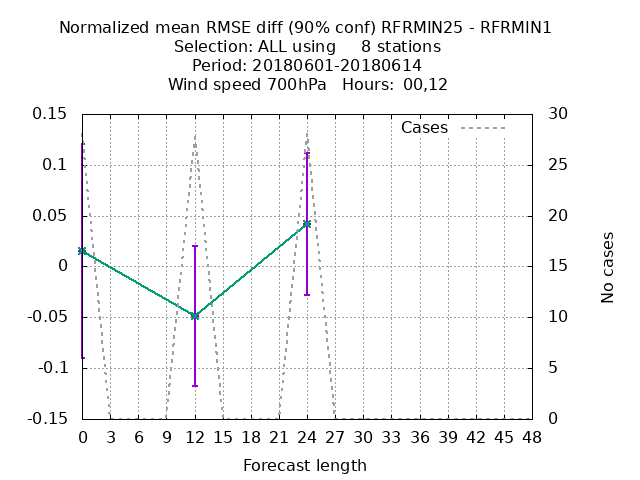 Normalized mean RMSE diff (90% conf) RFRMIN25 - RFRMIN1
Selection: ALL using     8 stations
Period: 20180601-20180614
Wind speed 700hPa   Hours:  00,12
Cases
0.15
0.1
0.05
0
-0.05
-0.1
-0.15
30
25
20
15
10
5
0
No cases
0 3 6 9 12 15 18 21 24 27 30 33 36 39 42 45 48
Forecast length